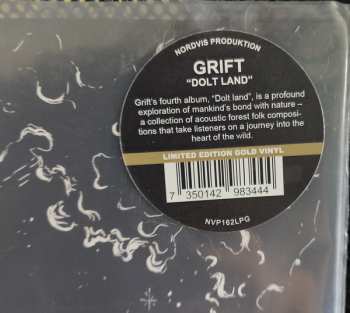 NORDVIS PRODUKTION
GRIFT
"DOLT LAND"
Grift's fourth album, "Dolt land", is a profound
exploration of mankind's bond with nature –
a collection of acoustic forest folk composi-
tions that take listeners on a journey into the
heart of the wild.
LIMITED EDITION GOLD VINYL
7 350142 983444
NVP162LPG